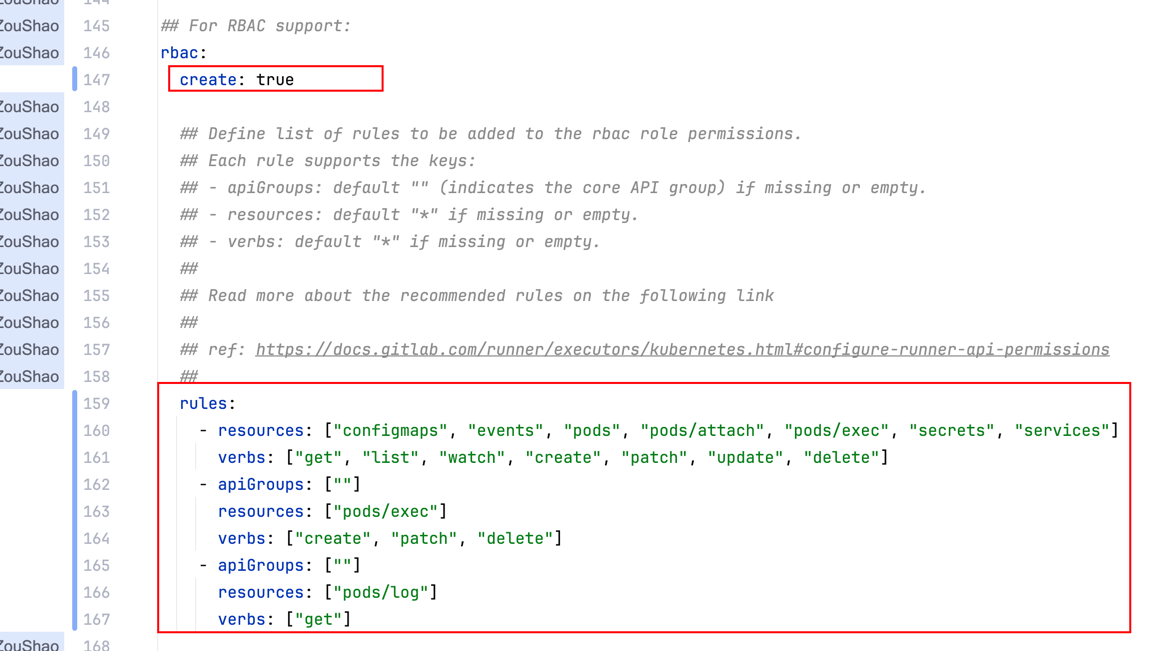 ZouShao 144
ZouShao 145 ## For RBAC support:
ZouShao 146 rbac:
147 create: true
ZouShao 148
ZouShao 149 ## Define list of rules to be added to the rbac role permissions.
ZouShao 150 ## Each rule supports the keys:
ZouShao 151 ## - apiGroups: default "" (indicates the core API group) if missing or empty.
ZouShao 152 ## - resources: default "*" if missing or empty.
ZouShao 153 ## - verbs: default "*" if missing or empty.
ZouShao 154 ##
ZouShao 155 ## Read more about the recommended rules on the following link
ZouShao 156 ##
ZouShao 157 ## ref: https://docs.gitlab.com/runner/executors/kubernetes.html#configure-runner-api-permissions
ZouShao 158 ##
159 rules:
160 - resources: ["configmaps", "events", "pods", "pods/attach", "pods/exec", "secrets", "services"]
161 verbs: ["get", "list", "watch", "create", "patch", "update", "delete"]
162 - apiGroups: [""]
163 resources: ["pods/exec"]
164 verbs: ["create", "patch", "delete"]
165 - apiGroups: [""]
166 resources: ["pods/log"]
167 verbs: ["get"]
ZouShao 168